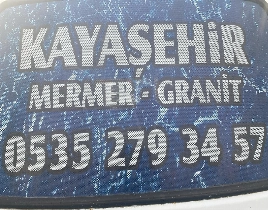 KAYAŞEHİR
MERMER - GRANİT
0535 279 34 57